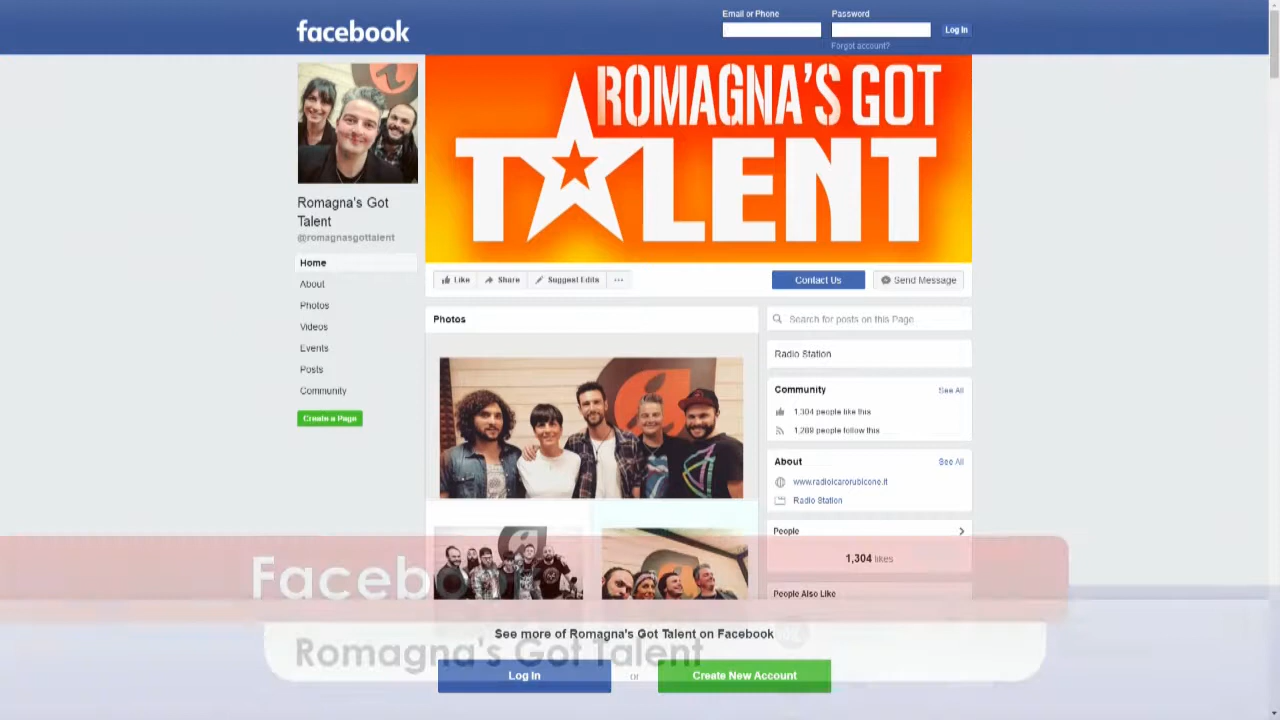 facebook
Email or Phone
Password
Log In
Forgot account?
ROMAGNA'S GOT
TALENT
Romagna's Got
Talent
@romagnasgottalent
Home
About
Photos
Videos
Events
Posts
Community
Create a Page
Like
Share
Suggest Edits
...
Contact Us
Send Message
Photos
Search for posts on this Page
Radio Station
Community
See All
1,304 people like this
1,289 people follow this
About
See All
www.radioicarorubicone.it
Radio Station
People
1,304 likes
People Also Like
Facebook
See more of Romagna's Got Talent on Facebook
Romagna's Got Talent
Log In
or
Create New Account